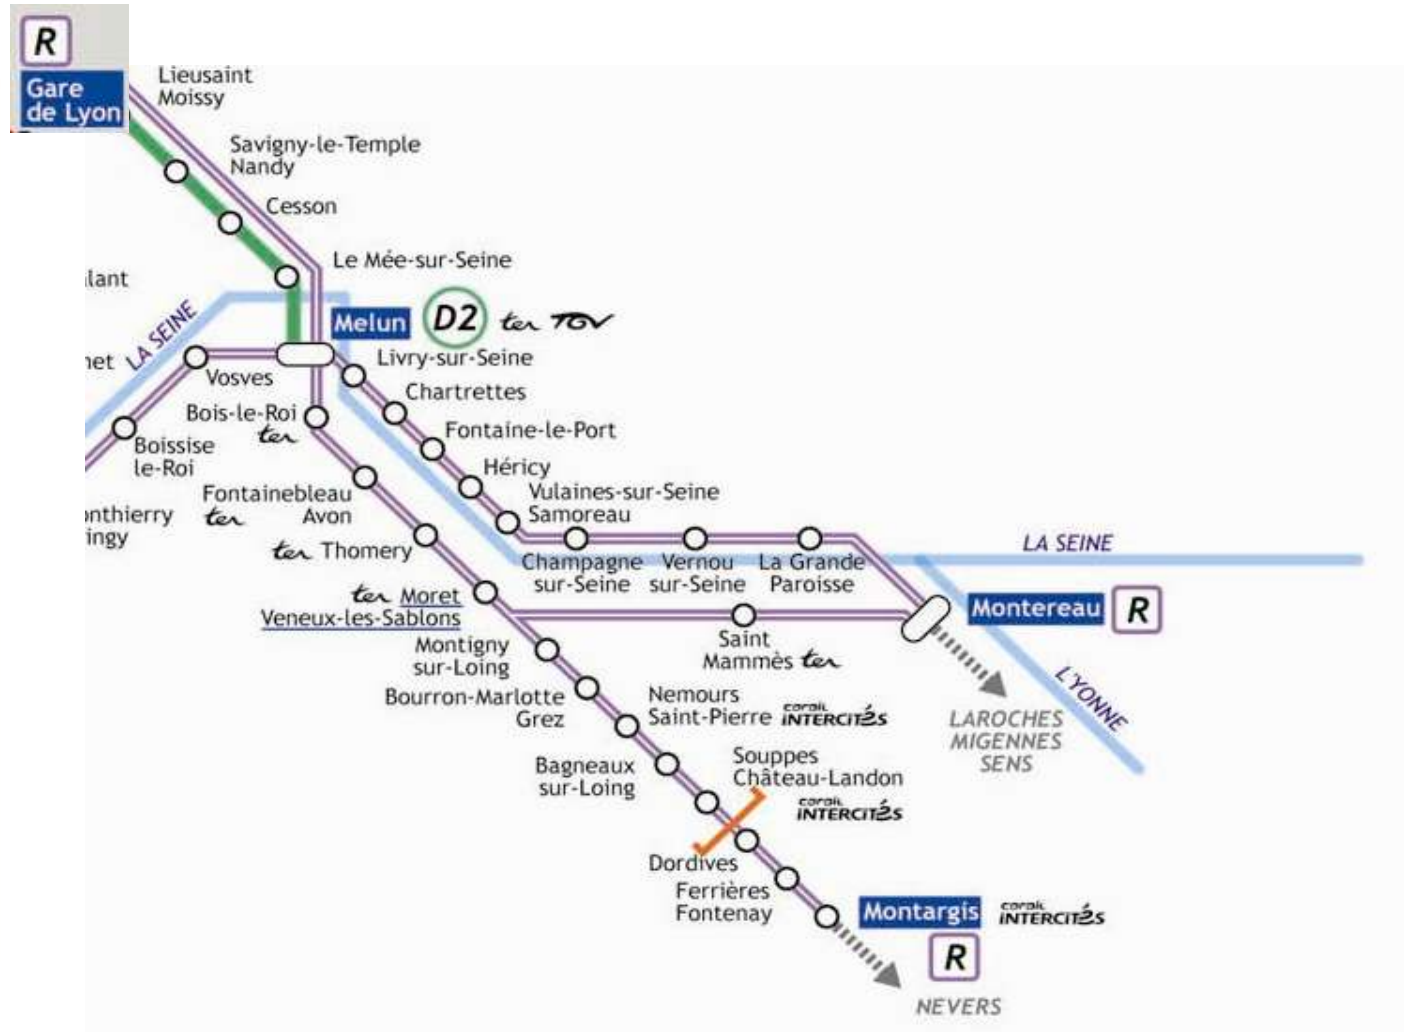 R
Gare
de Lyon
Lieusaint
Moissy
Savigny-le-Temple
Nandy
Cesson
Le Mée-sur-Seine
lant
LA SEINE
Melun
D2
ter TGV
net
Vosves
Livry-sur-Seine
Chartrettes
Bois-le-Roi
ter
Boissise
le-Roi
Fontaine-le-Port
Héricy
Fontainebleau
ter
Avon
Vulaines-sur-Seine
Samoreau
onthierry
ingy
ter Thomery
Champagne
sur-Seine
Vernou
sur-Seine
La Grande
Paroisse
LA SEINE
ter Moret
Veneux-les-Sablons
Montereau
R
Saint
Mammès ter
Montigny
sur-Loing
Bourron-Marlotte
Grez
Nemours
Saint-Pierre
corail
INTERCITÉS
L'YONNE
LAROCHES
MIGENNES
SENS
Bagneaux
sur-Loing
Souppes
Château-Landon
corail
INTERCITÉS
Dordives
Ferrières
Fontenay
Montargis
corail
INTERCITÉS
R
NEVERS